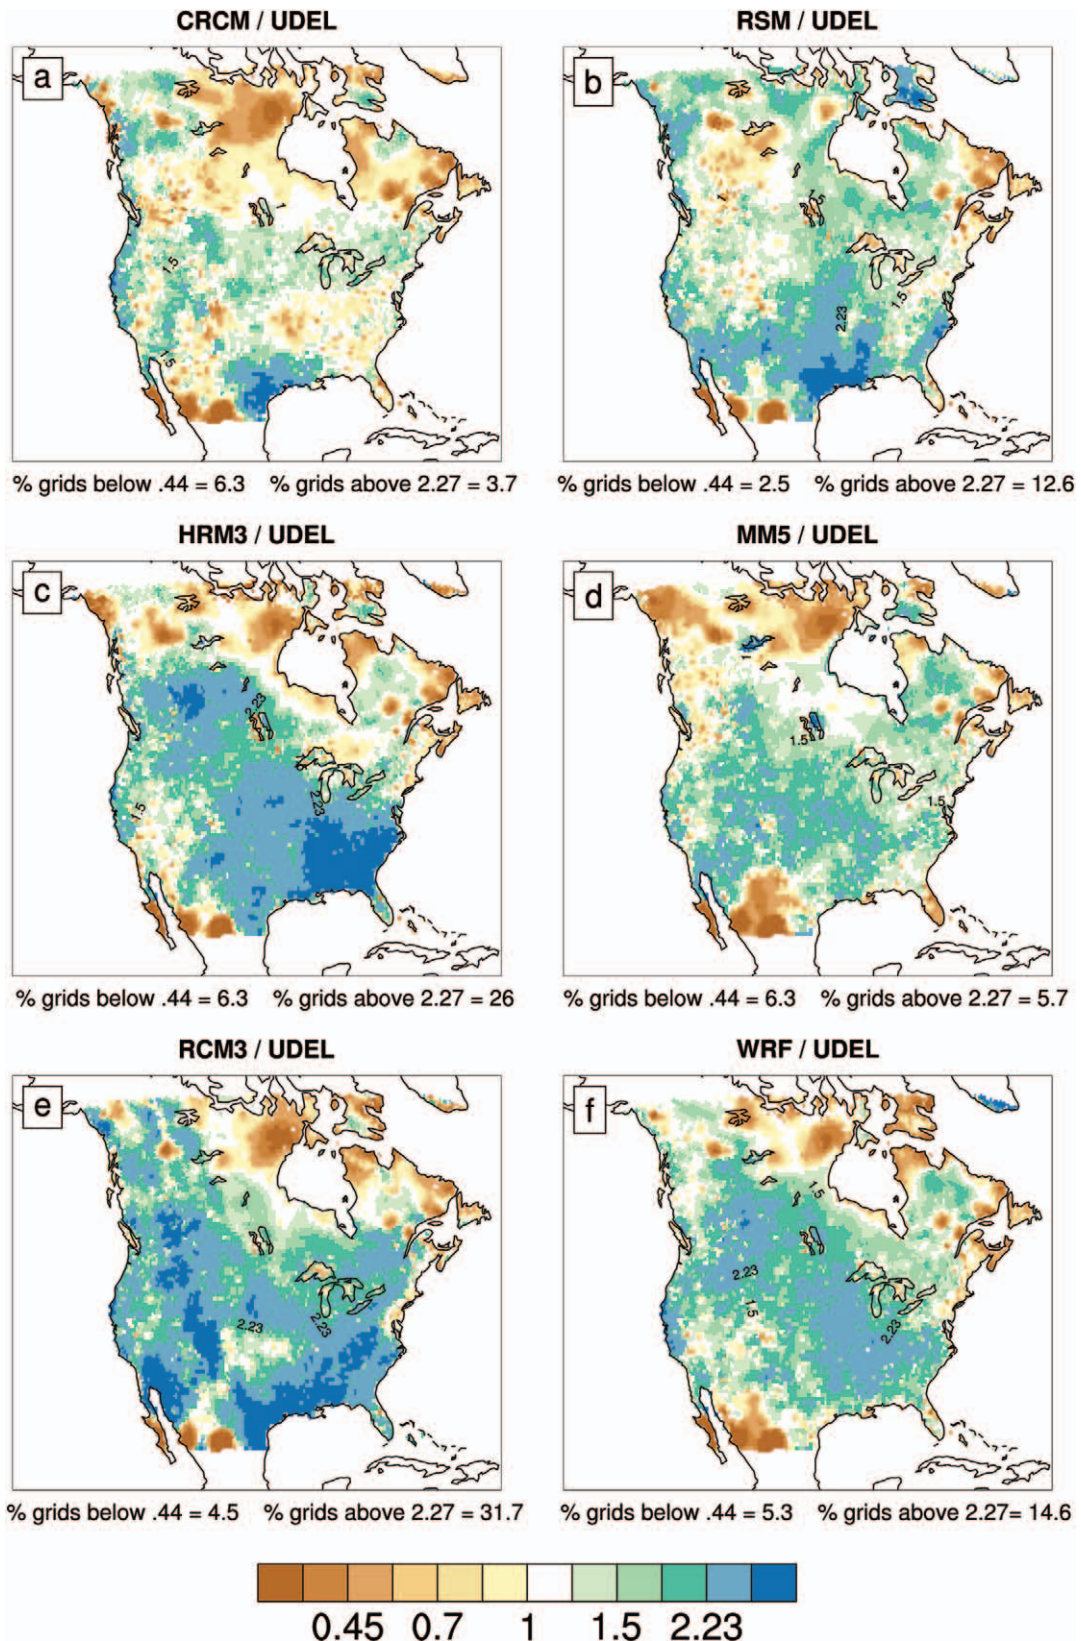 CRCM / UDEL
RSM / UDEL
a
b
1
1.5
1.5
1.5
1
1.5
2.23
% grids below .44 = 6.3 % grids above 2.27 = 3.7
% grids below .44 = 2.5 % grids above 2.27 = 12.6
HRM3 / UDEL
MM5 / UDEL
c
d
2.23
2.23
1.5
1
1.5
1.5
% grids below .44 = 6.3 % grids above 2.27 = 26
% grids below .44 = 6.3 % grids above 2.27 = 5.7
RCM3 / UDEL
WRF / UDEL
e
f
2.23
2.23
1.5
2.23
1.5
2.23
% grids below .44 = 4.5 % grids above 2.27 = 31.7
% grids below .44 = 5.3 % grids above 2.27= 14.6
0.45 0.7 1 1.5 2.23